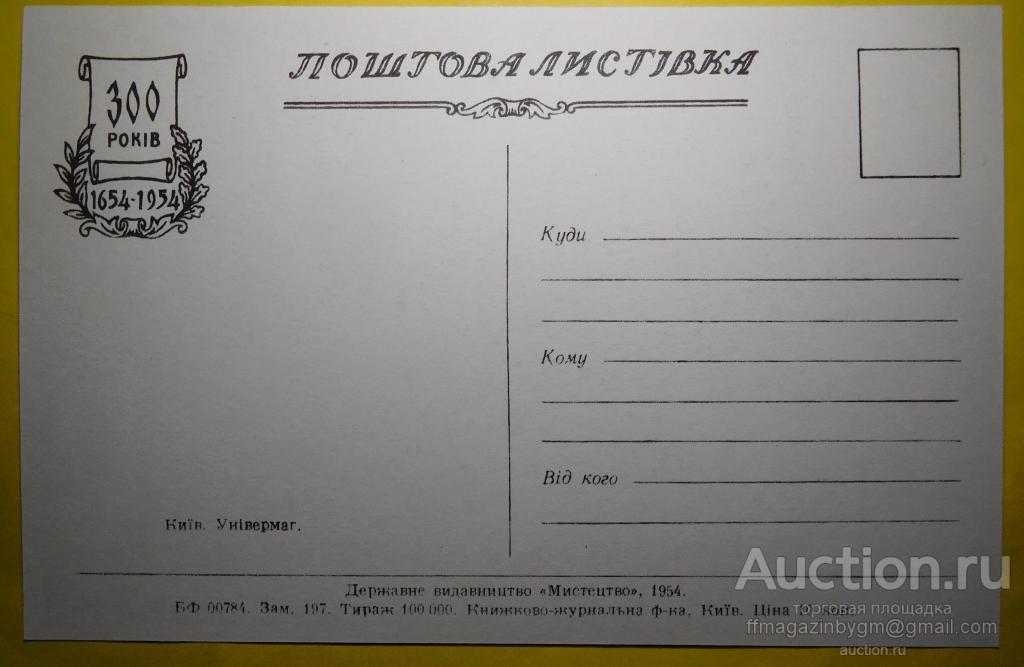 ПОШТОВА ЛИСТІВКА
300
РОКІВ
1654-1954
Куди
Кому
Від кого
Київ. Універмаг.
Державне видавництво «Мистецтво», 1954.
БФ 00784. Зам. 197. Тираж 100 000. Книжково-журнальна ф-ка, Київ. Ціна
Auction.ru
торговая площадка
ffmagazinbygm@gmail.com
auction.ru